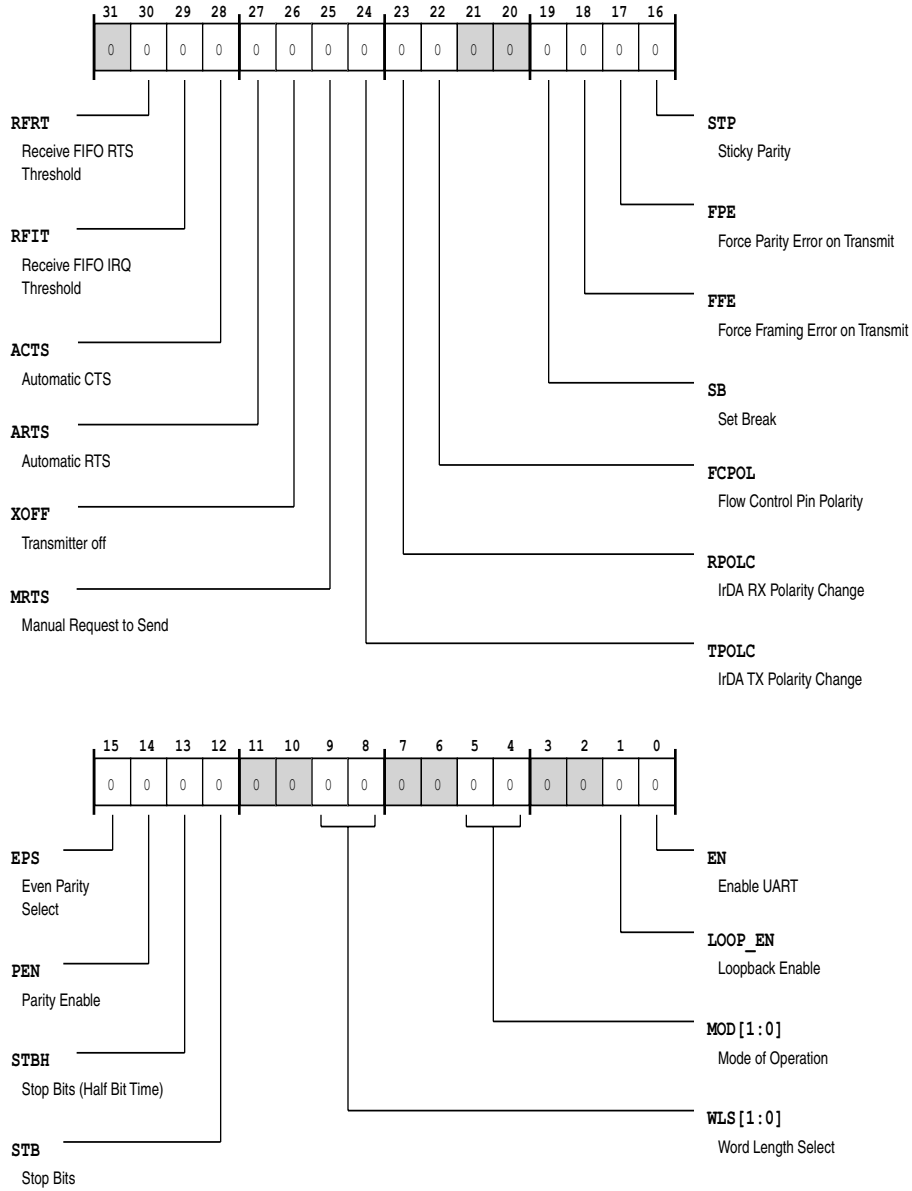 31 30 29 28 27 26 25 24 23 22 21 20 19 18 17 16
0 0 0 0 0 0 0 0 0 0 0 0 0 0 0 0
RFRT
Receive FIFO RTS
Threshold
RFIT
Receive FIFO IRQ
Threshold
ACTS
Automatic CTS
ARTS
Automatic RTS
XOFF
Transmitter off
MRTS
Manual Request to Send
STP
Sticky Parity
FPE
Force Parity Error on Transmit
FFE
Force Framing Error on Transmit
SB
Set Break
FCPOL
Flow Control Pin Polarity
RPOLC
IrDA RX Polarity Change
TPOLC
IrDA TX Polarity Change
15 14 13 12 11 10 9 8 7 6 5 4 3 2 1 0
0 0 0 0 0 0 0 0 0 0 0 0 0 0 0 0
EPS
Even Parity
Select
PEN
Parity Enable
STBH
Stop Bits (Half Bit Time)
STB
Stop Bits
EN
Enable UART
LOOP_EN
Loopback Enable
MOD[1:0]
Mode of Operation
WLS[1:0]
Word Length Select